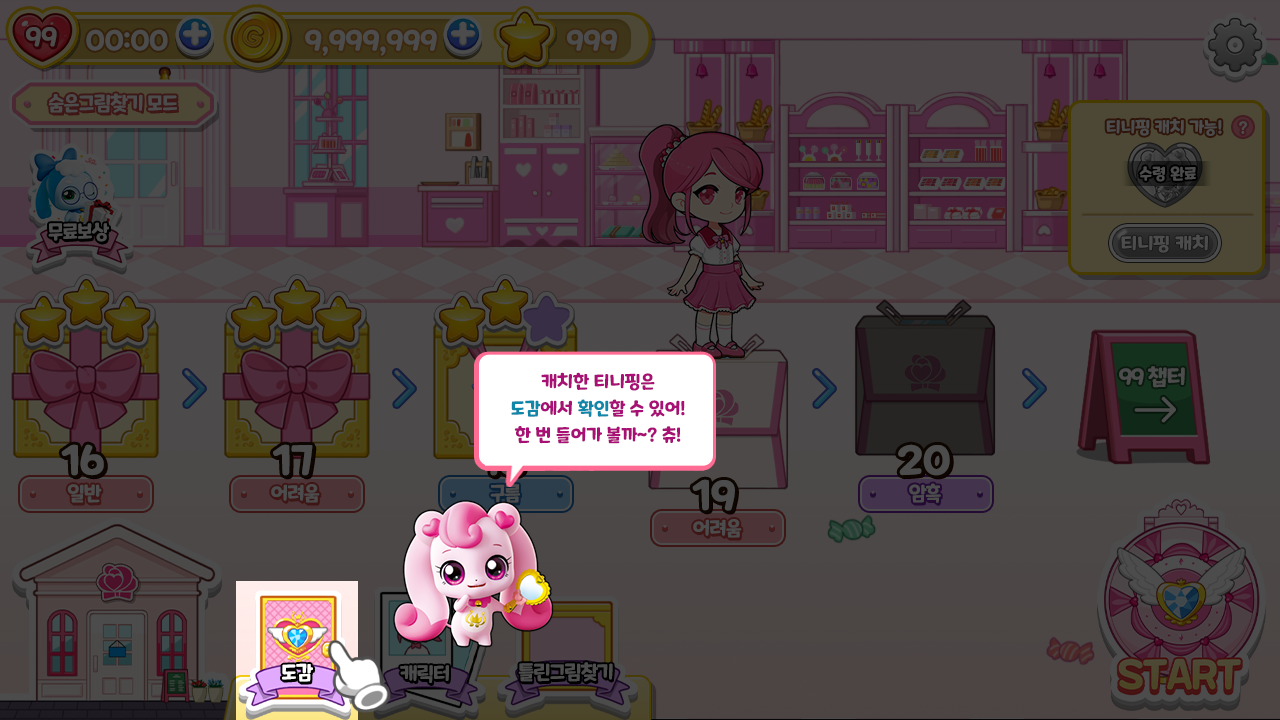 99
00:00
G
9,999,999
999
숨은그림찾기 모드
티니핑 캐치 가능!
?
수령 완료
티니핑 캐치
무료보상
캐치한 티니핑은
도감에서 확인할 수 있어!
한 번 들어가 볼까~? 츄!
99 챕터
16
일반
17
어려움
구름
19
어려움
20
암흑
도감
캐릭터
틀린그림찾기
START